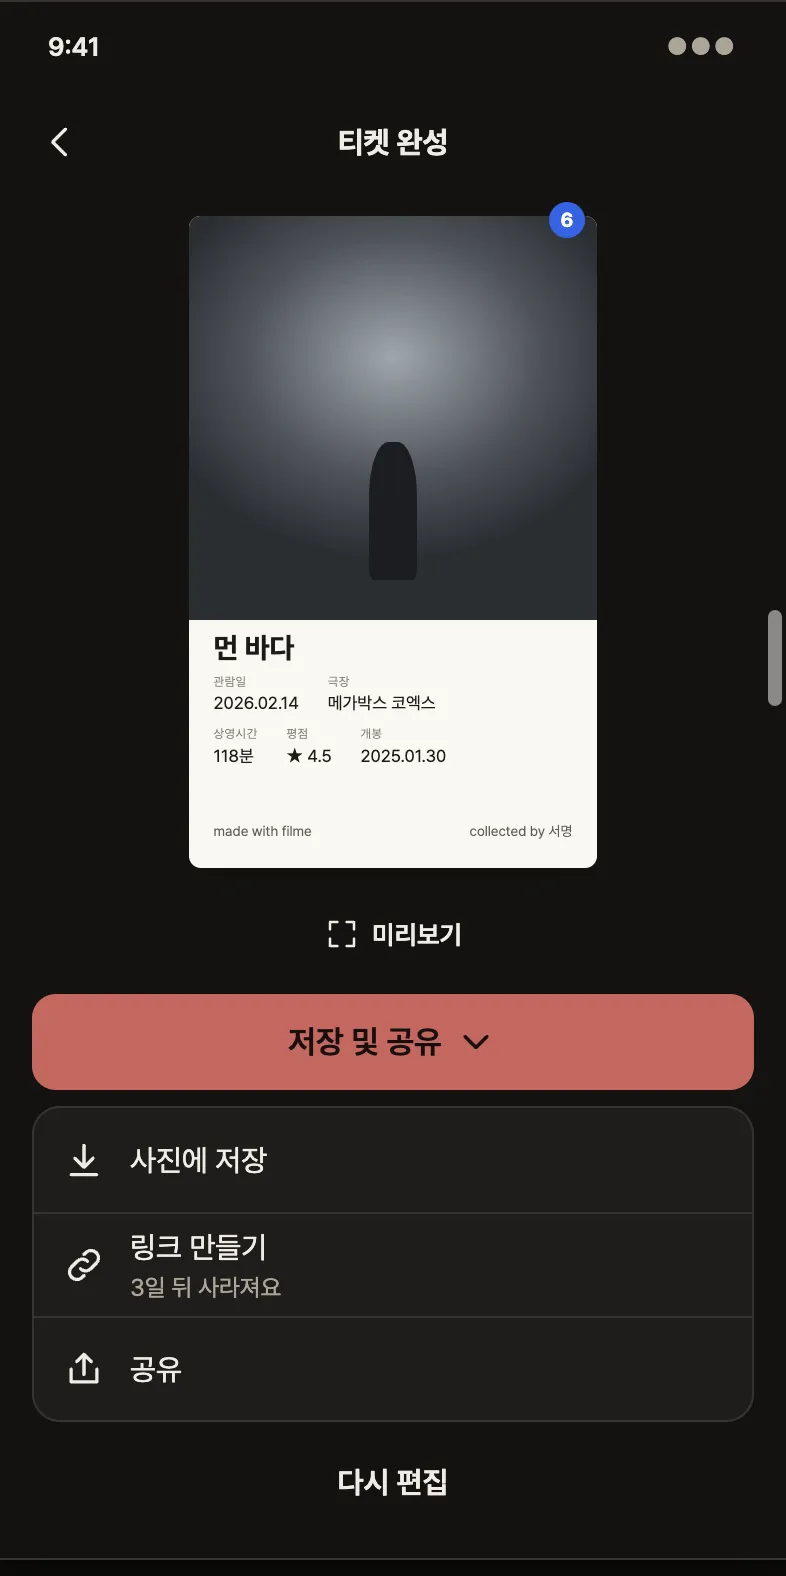 9:41
티켓 완성
6
먼 바다
관람일 극장
2026.02.14 메가박스 코엑스
상영시간 평점 개봉
118분 ★ 4.5 2025.01.30
made with filme collected by 서명
미리보기
저장 및 공유
사진에 저장
링크 만들기
3일 뒤 사라져요
공유
다시 편집